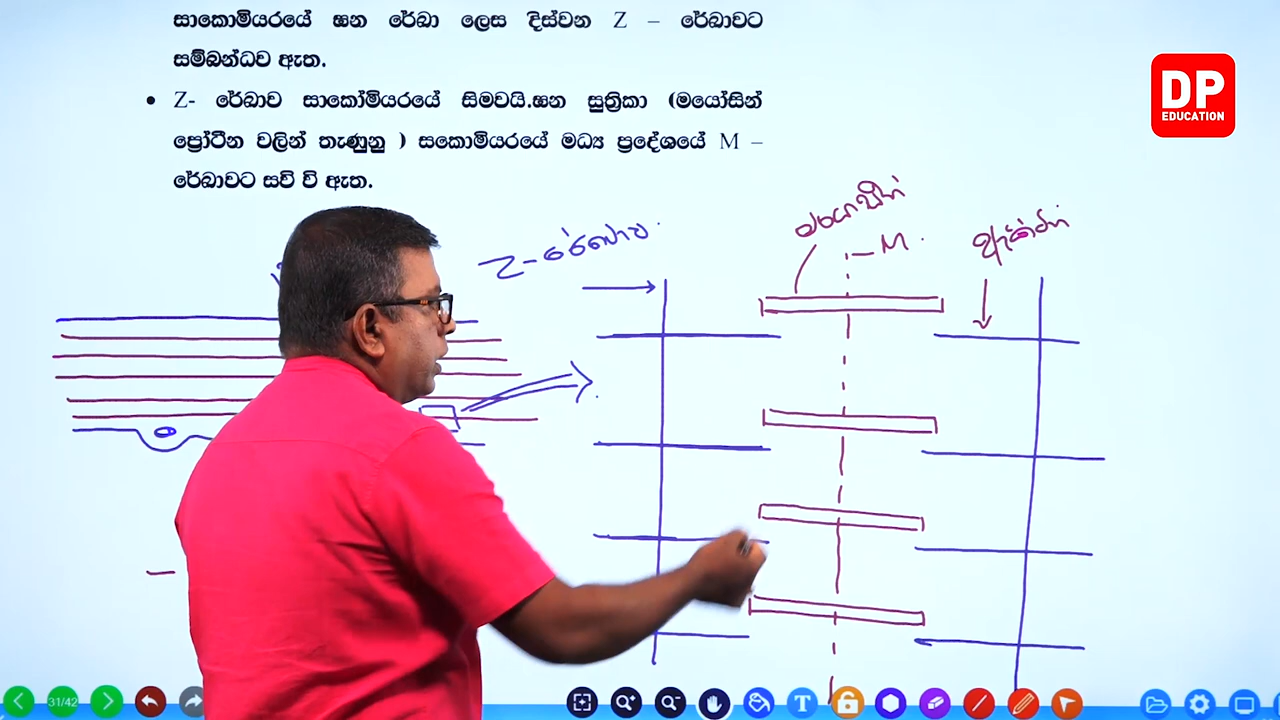 සාකොමියරයේ ඝන රේඛා ලෙස දිස්වන Z – රේඛාවට
සම්බන්ධව ඇත.
• Z- රේඛාව සාකෝමියරයේ සිමවයි.ඝන සුත්‍රිකා (මයෝසින්
ප්‍රෝටීන වලින් තැණුනු ) සකොමියරයේ මධ්‍ය ප්‍රදේශයේ M –
රේඛාවට සවි වි ඇත.
DP
EDUCATION
Z-රේඛාව
මයොසින්
M
ඇක්ටින්
31/42
T